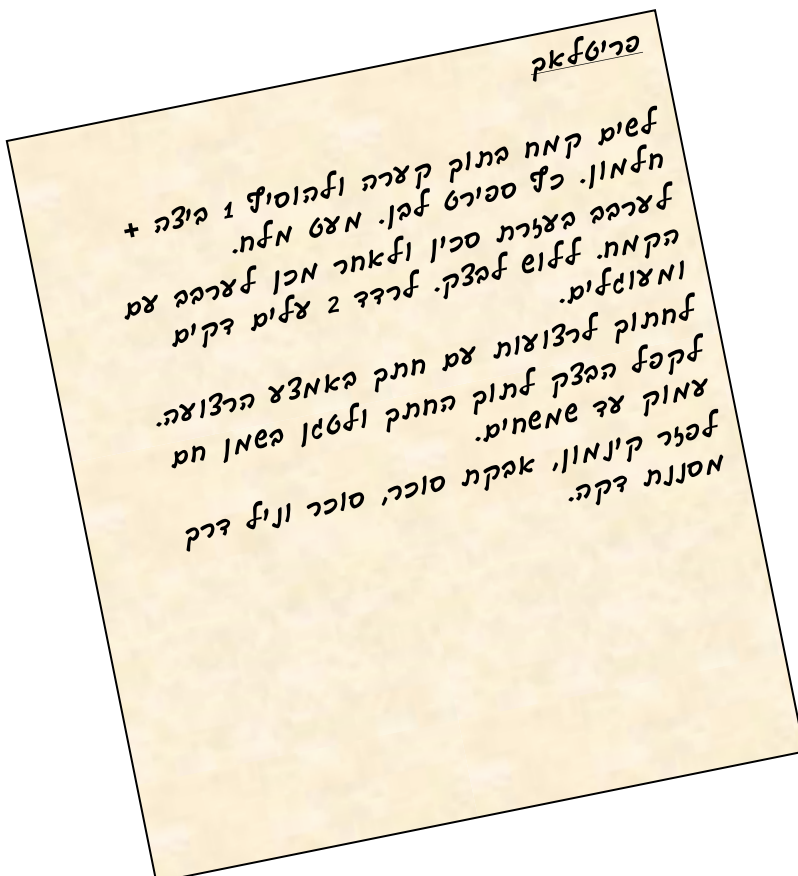 פריטלאך
לשים קמח בתוך קערה ולהוסיף 1 ביצה +
חלמון. כף ספירט לבן. מעט מלח.
לערבב בעזרת סכין ולאחר מכן לערבב עם
הקמח. ללוש לבצק. לרדד 2 עלים דקים
ומעוגלים.
לחתוך לרצועות עם חתך באמצע הרצועה.
לקפל הבצק לתוך החתך ולטגן בשמן חם
עמוק עד שמשחים.
לפזר קינמון, אבקת סוכר, סוכר וניל דרך
מסננת דקה.